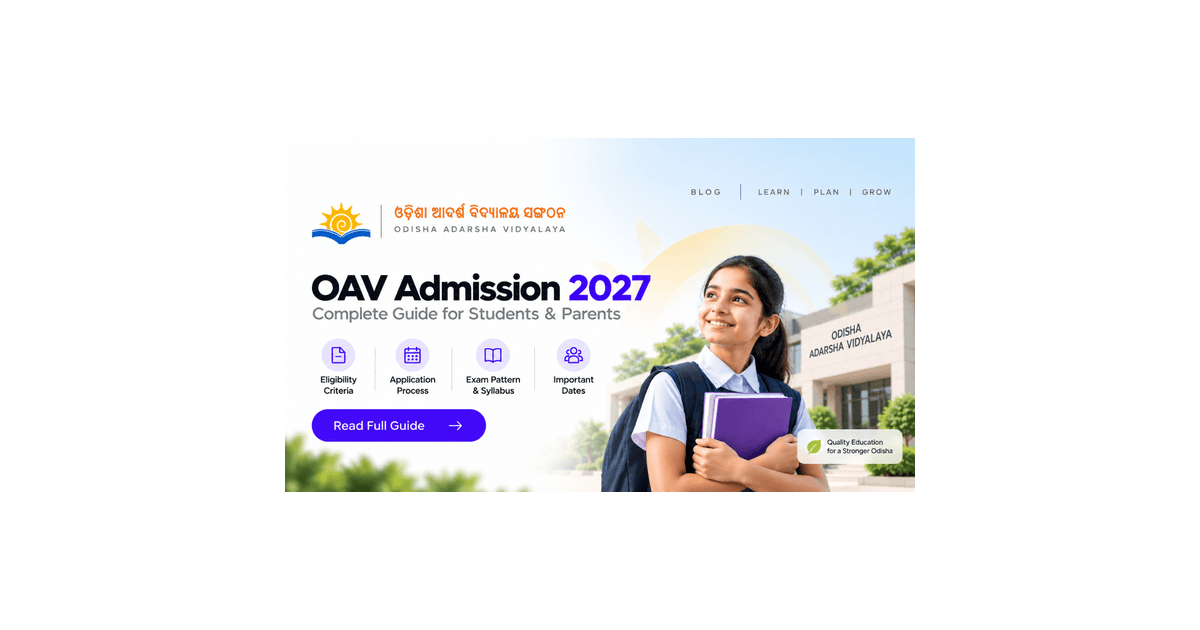 BLOG | LEARN | PLAN | GROW
ଓଡ଼ିଶା ଆଦର୍ଶ ବିଦ୍ୟାଳୟ ସଙ୍ଗଠନ
ODISHA ADARSHA VIDYALAYA
OAV Admission 2027
Complete Guide for Students & Parents
Eligibility
Criteria
Application
Process
Exam Pattern
& Syllabus
Important
Dates
Read Full Guide
ODISHA
ADARSHA VIDYALAYA
Quality Education
for a Stronger Odisha